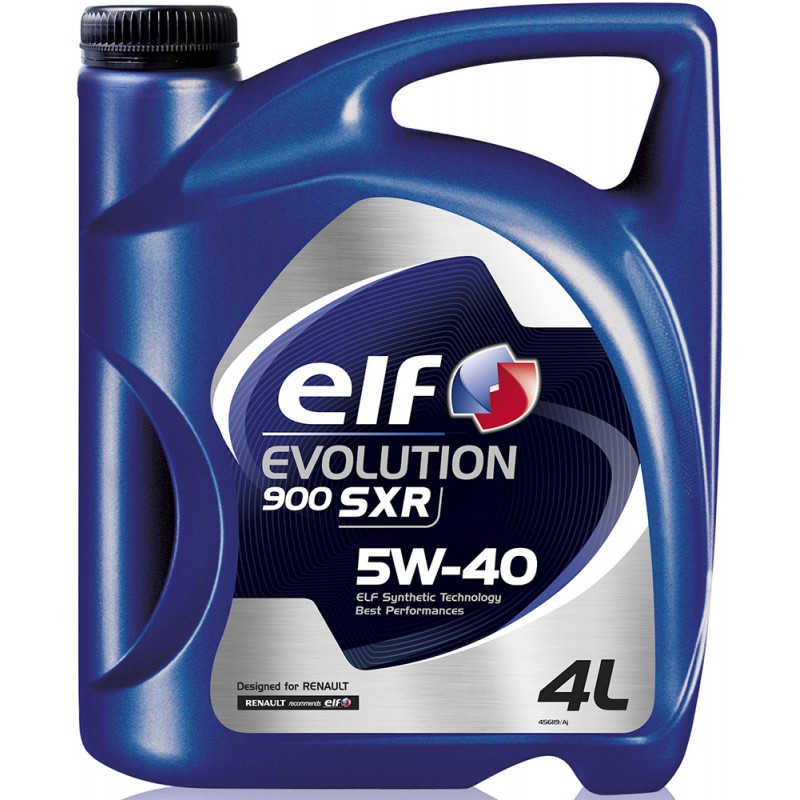 elf
EVOLUTION
900 SXR
5W-40
ELF Synthetic Technology
Best Performances
Designed for RENAULT
RENAULT recommends elf
4L
456119/Aj